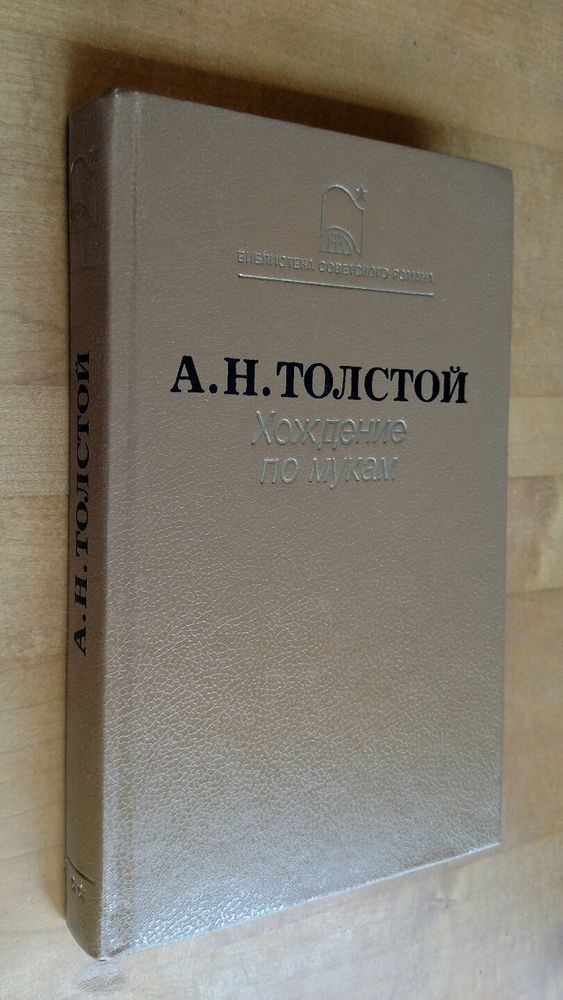 БИБЛИОТЕКА СОВЕТСКОГО РОМАНА
А.Н.ТОЛСТОЙ
Хождение
по мукам
А.Н.ТОЛСТОЙ